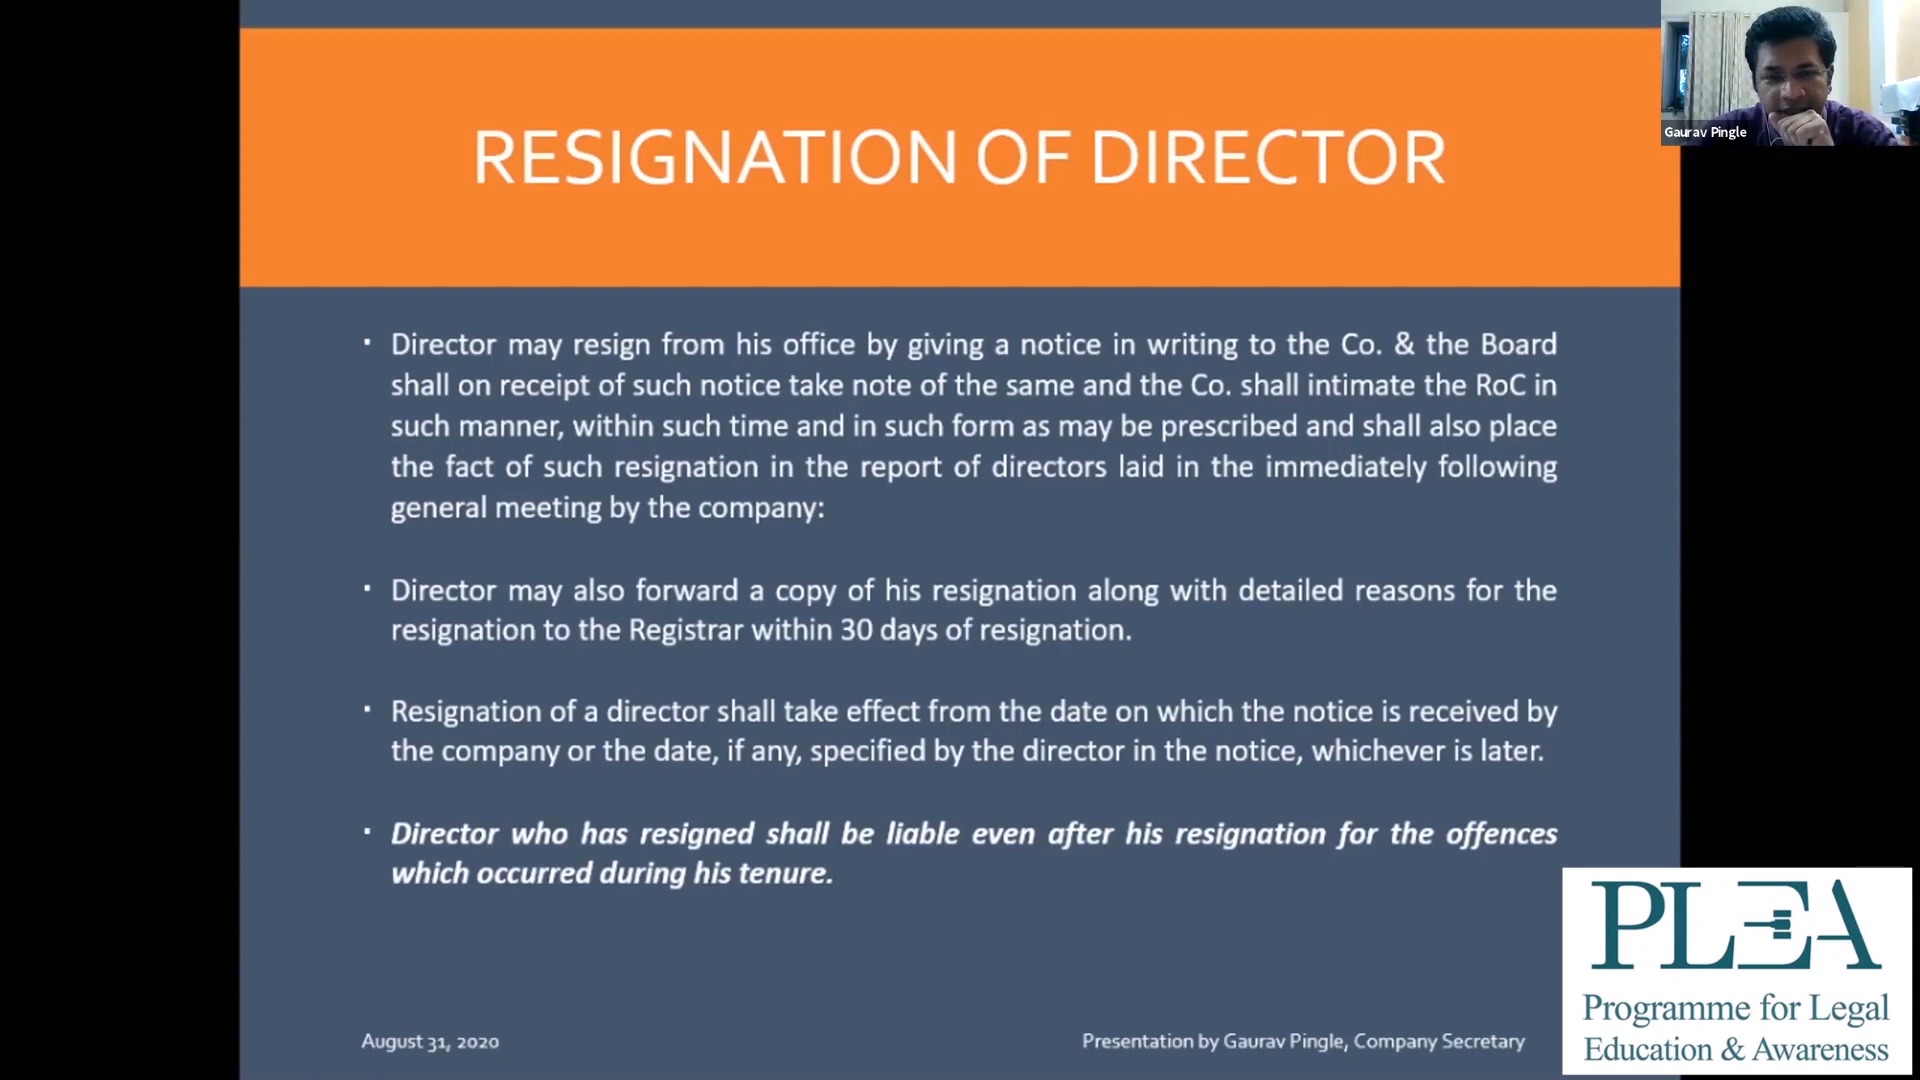 RESIGNATION OF DIRECTOR
Gaurav Pingle
· Director may resign from his office by giving a notice in writing to the Co. & the Board
shall on receipt of such notice take note of the same and the Co. shall intimate the RoC in
such manner, within such time and in such form as may be prescribed and shall also place
the fact of such resignation in the report of directors laid in the immediately following
general meeting by the company:
· Director may also forward a copy of his resignation along with detailed reasons for the
resignation to the Registrar within 30 days of resignation.
· Resignation of a director shall take effect from the date on which the notice is received by
the company or the date, if any, specified by the director in the notice, whichever is later.
· Director who has resigned shall be liable even after his resignation for the offences
which occurred during his tenure.
August 31, 2020
Presentation by Gaurav Pingle, Company Secretary
PLEA
Programme for Legal
Education & Awareness